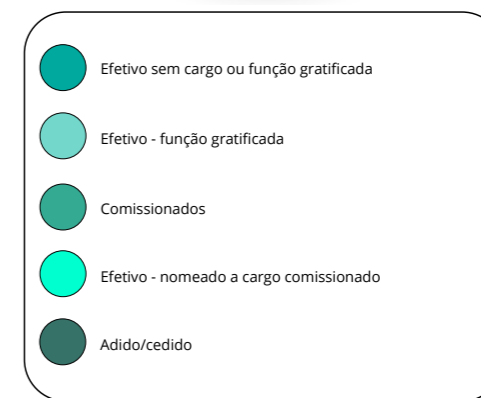 Efetivo sem cargo ou função gratificada
Efetivo - função gratificada
Comissionados
Efetivo - nomeado a cargo comissionado
Adido/cedido